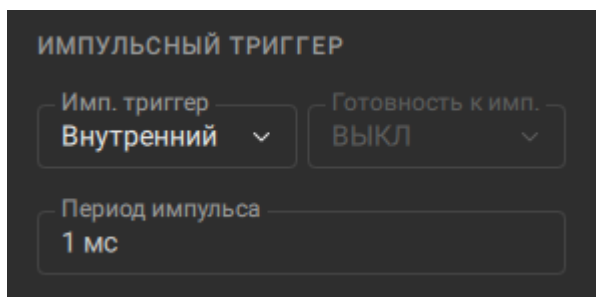 ИМПУЛЬСНЫЙ ТРИГГЕР
Имп. триггер Готовность к имп.
Внутренний ВЫКЛ
Период импульса
1 мс